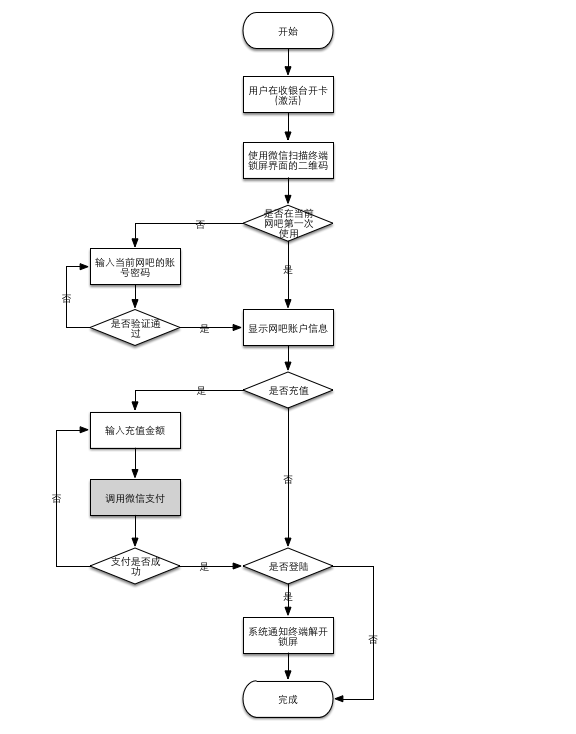 开始
用户在收银台开卡
(激活)
使用微信扫描终端
锁屏界面的二维码
是否在当前
网吧第一次
使用
否
是
输入当前网吧的账
号密码
否
是否验证通
过
是
显示网吧账户信息
是否充值
是
否
输入充值金额
调用微信支付
否
支付是否成
功
是
是否登陆
是
否
系统通知终端解开
锁屏
完成